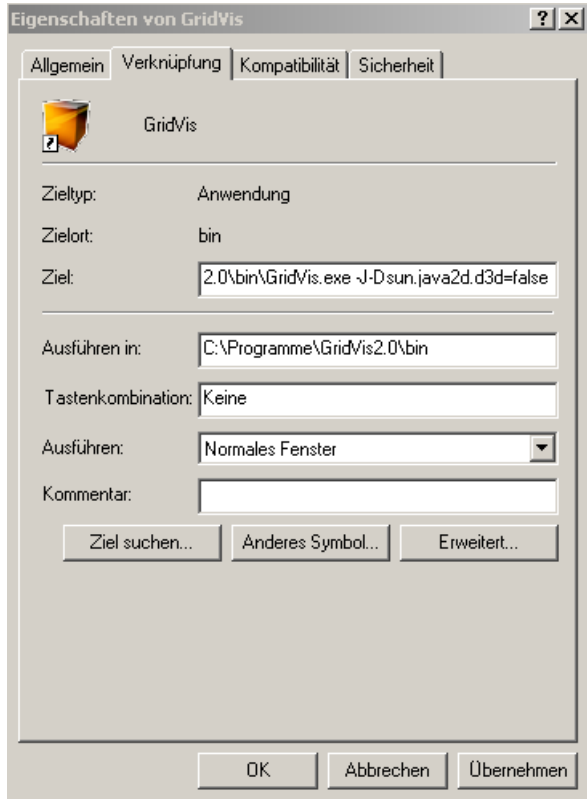 Eigenschaften von GridVis
Allgemein Verknüpfung Kompatibilität Sicherheit
GridVis
Zieltyp: Anwendung
Zielort: bin
Ziel: 2.0\bin\GridVis.exe -J-Dsun.java2d.d3d=false
Ausführen in: C:\Programme\GridVis2.0\bin
Tastenkombination: Keine
Ausführen: Normales Fenster
Kommentar:
Ziel suchen... Anderes Symbol... Erweitert...
OK Abbrechen Übernehmen